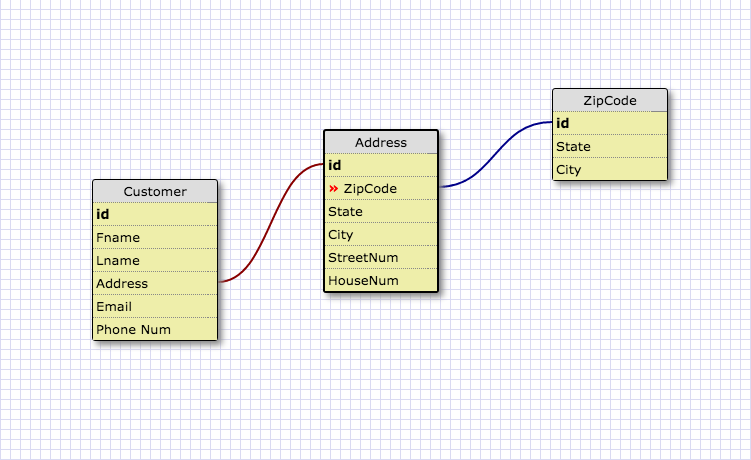 Customer
id
Fname
Lname
Address
Email
Phone Num
Address
id
» ZipCode
State
City
StreetNum
HouseNum
ZipCode
id
State
City